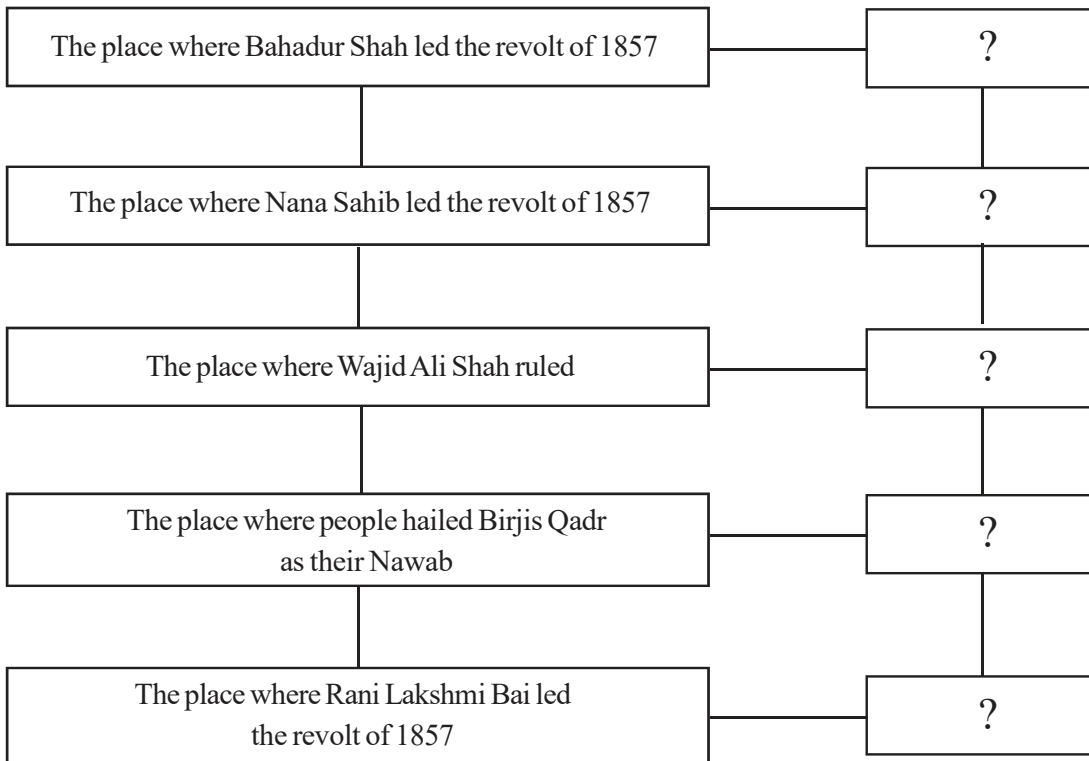 The place where Bahadur Shah led the revolt of 1857
?
The place where Nana Sahib led the revolt of 1857
?
The place where Wajid Ali Shah ruled
?
The place where people hailed Birjis Qadr
as their Nawab
?
The place where Rani Lakshmi Bai led
the revolt of 1857
?